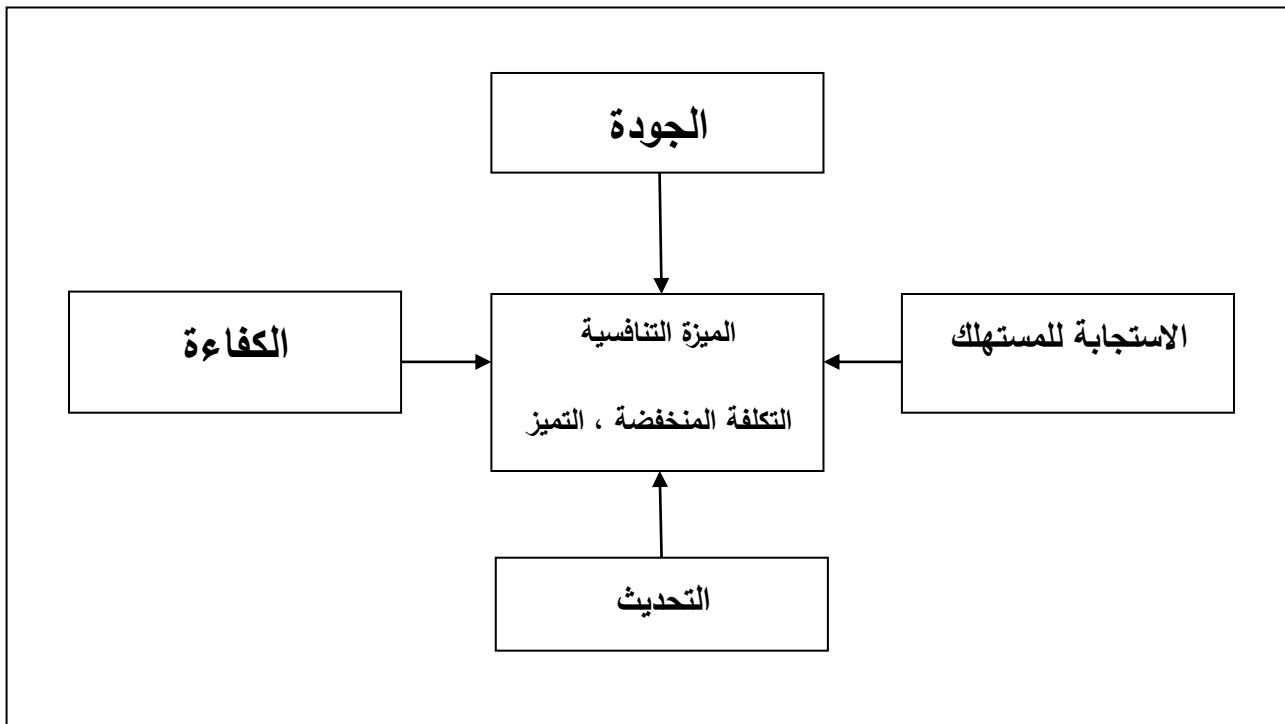 الجودة
الاستجابة للمستهلك
الميزة التنافسية
التكلفة المنخفضة ، التميز
الكفاءة
التحديث